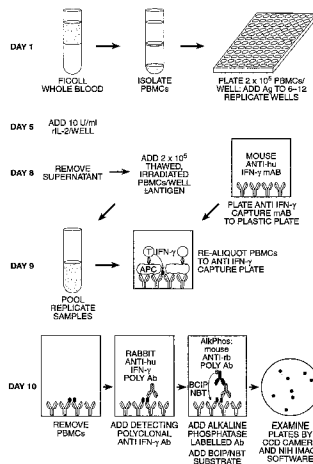 DAY 1
FICOLL
WHOLE BLOOD
ISOLATE
PBMCs
PLATE 2 x 10⁵ PBMCs/
WELL: ADD Ag TO 6–12
REPLICATE WELLS
DAY 5
ADD 10 U/ml
rIL-2/WELL
DAY 8
REMOVE
SUPERNATANT
ADD 2 x 10⁵
THAWED,
IRRADIATED
PBMCs/WELL
±ANTIGEN
MOUSE
ANTI-hu
IFN-γ mAB
PLATE ANTI IFN-γ
CAPTURE mAB
TO PLASTIC PLATE
DAY 9
POOL
REPLICATE
SAMPLES
T
IFN-γ
APC
RE-ALIQUOT PBMCs
TO ANTI IFN-γ
CAPTURE PLATE
DAY 10
REMOVE
PBMCs
RABBIT
ANTI-hu
IFN-γ
POLY Ab
ADD DETECTING
POLYCLONAL
ANTI IFN-γ Ab
AlkPhos:
mouse
ANTI-rb
POLY Ab
BCIP
NBT
ADD ALKALINE
PHOSPHATASE
LABELLED Ab
ADD BCIP/NBT
SUBSTRATE
EXAMINE
PLATES BY
CCD CAMER
AND NIH IMAG
SOFTWARE